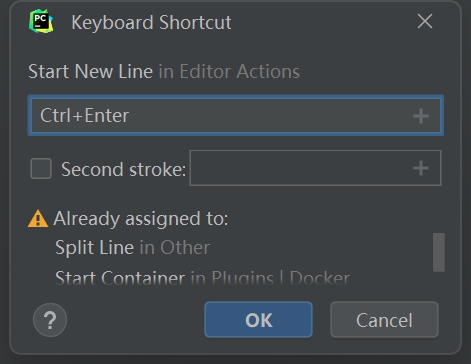 PC
Keyboard Shortcut
Start New Line in Editor Actions
Ctrl+Enter
Second stroke:
Already assigned to:
Split Line in Other
Start Container in Plugins | Docker
?
OK
Cancel